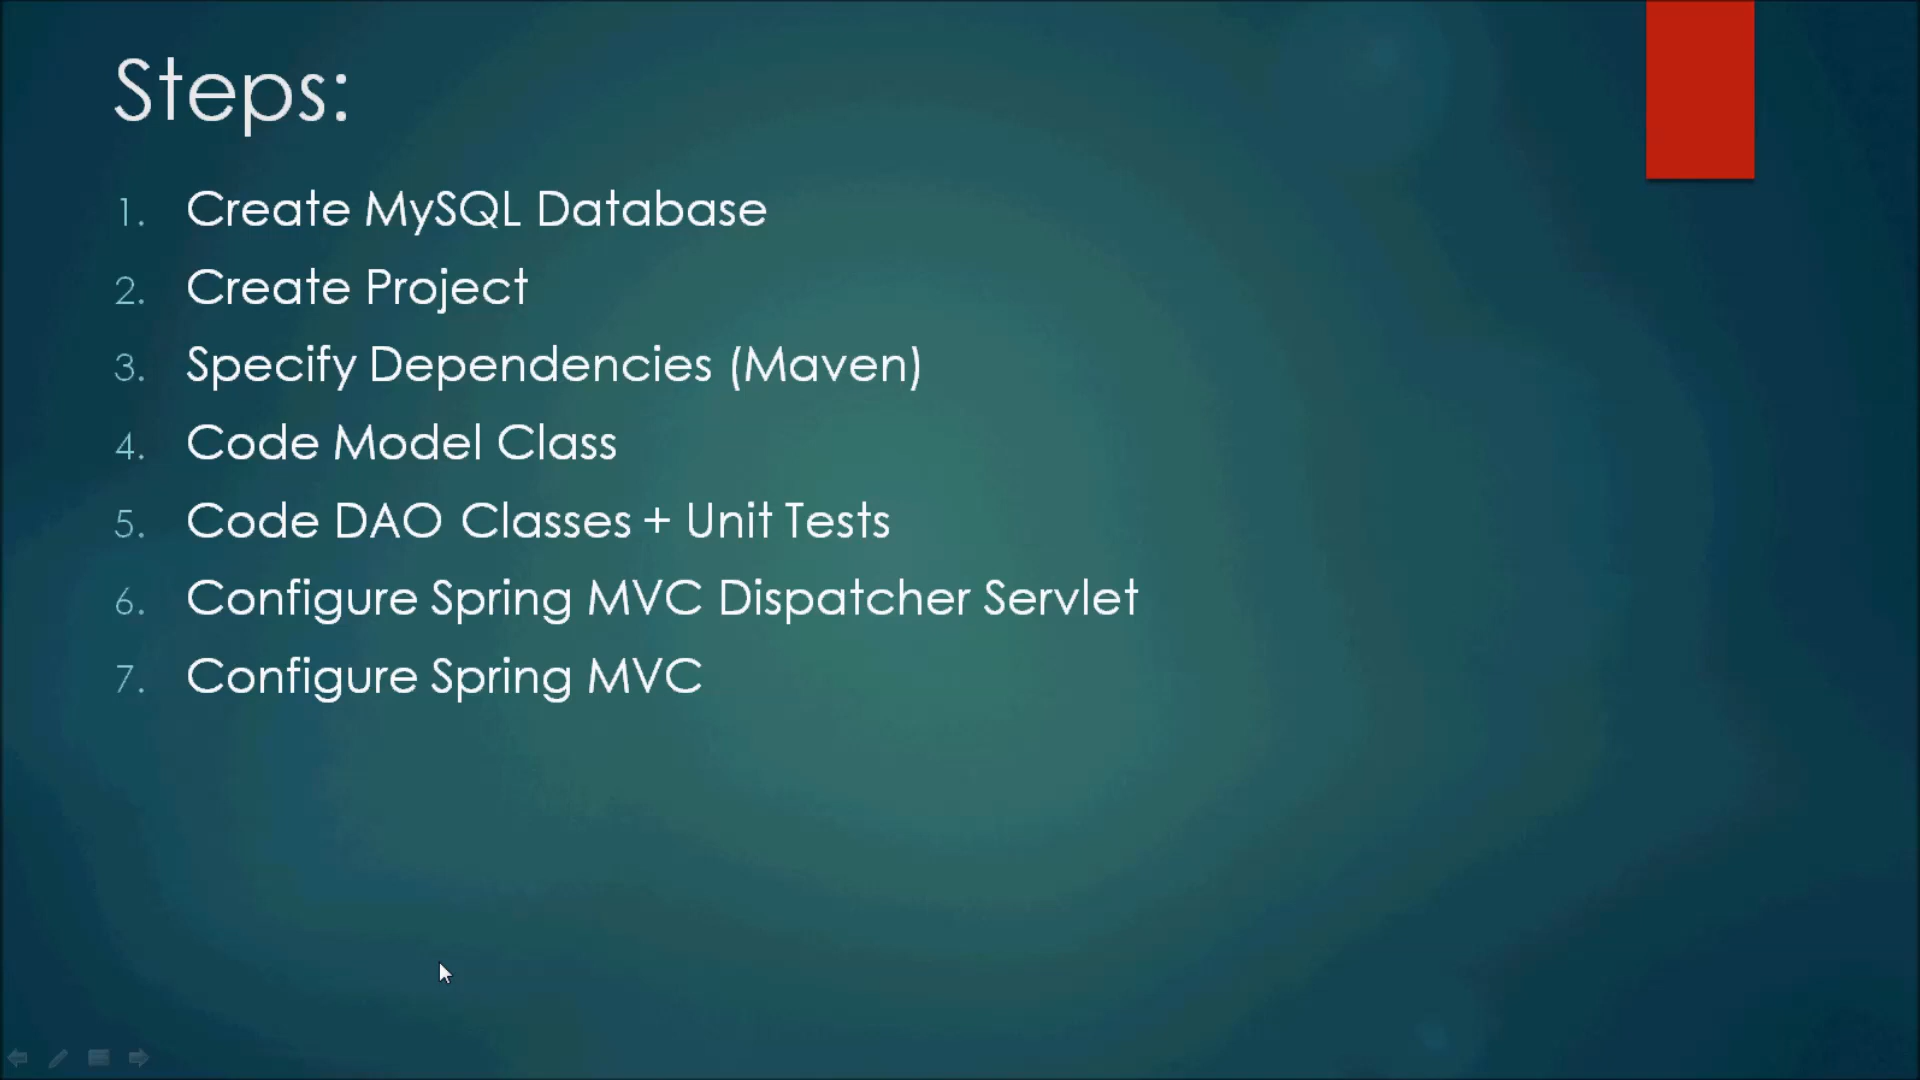 Steps:
1. Create MySQL Database
2. Create Project
3. Specify Dependencies (Maven)
4. Code Model Class
5. Code DAO Classes + Unit Tests
6. Configure Spring MVC Dispatcher Servlet
7. Configure Spring MVC